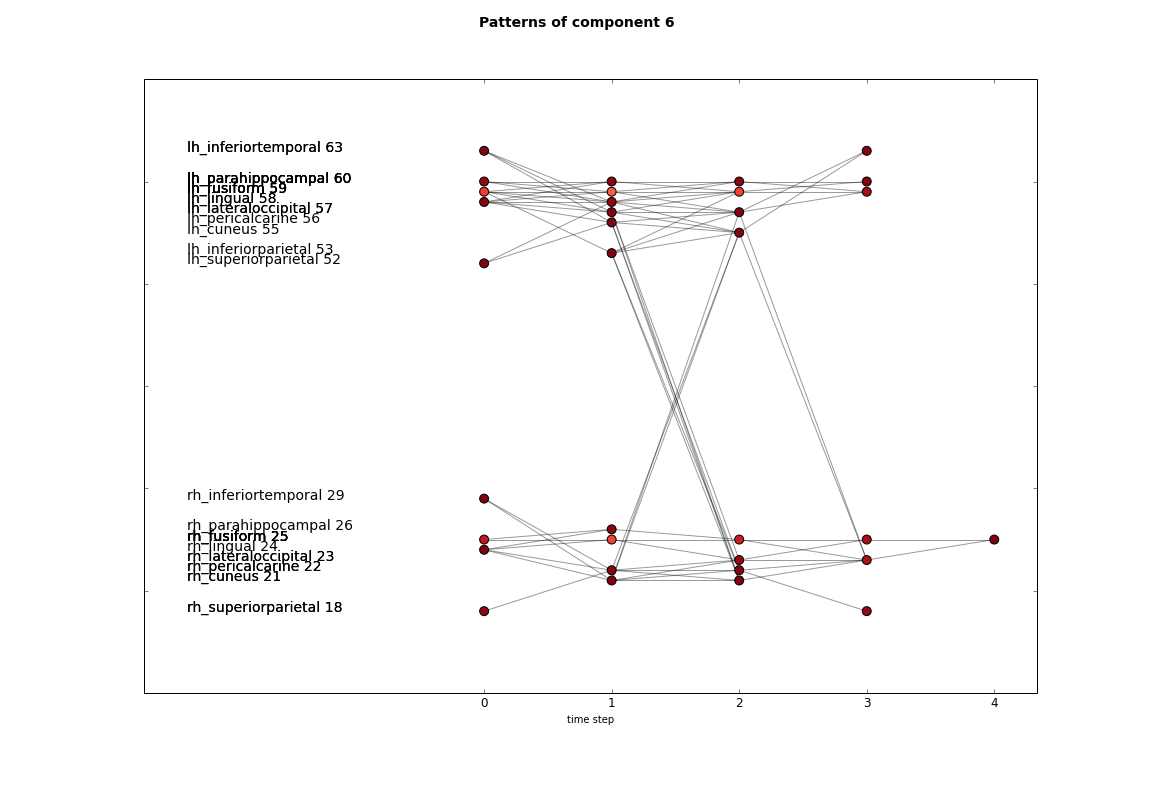 Patterns of component 6
lh_inferiortemporal 63
lh_parahippocampal 60
lh_fusiform 59
lh_lingual 58
lh_lateraloccipital 57
lh_pericalcarine 56
lh_cuneus 55
lh_inferiorparietal 53
lh_superiorparietal 52
rh_inferiortemporal 29
rh_parahippocampal 26
rh_fusiform 25
rh_lingual 24
rh_lateraloccipital 23
rh_pericalcarine 22
rh_cuneus 21
rh_superiorparietal 18
0 1 2 3 4
time step